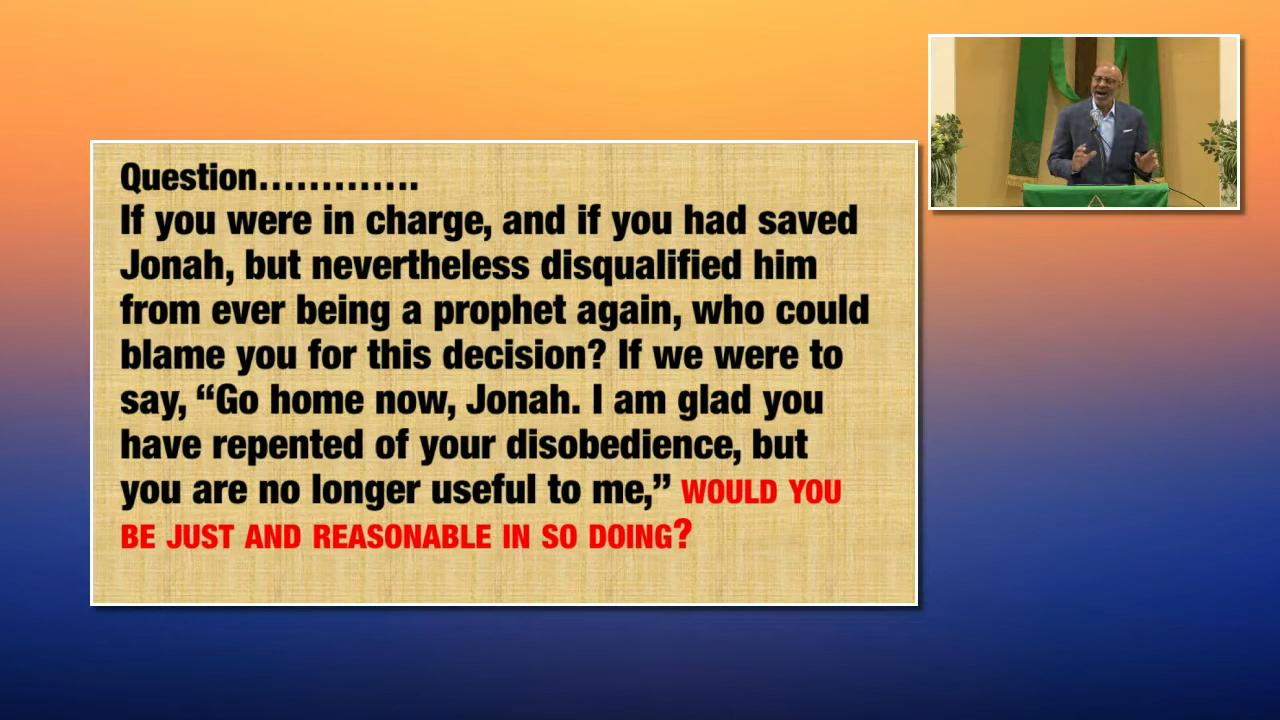 Question.............
If you were in charge, and if you had saved
Jonah, but nevertheless disqualified him
from ever being a prophet again, who could
blame you for this decision? If we were to
say, “Go home now, Jonah. I am glad you
have repented of your disobedience, but
you are no longer useful to me,” WOULD YOU
BE JUST AND REASONABLE IN SO DOING?